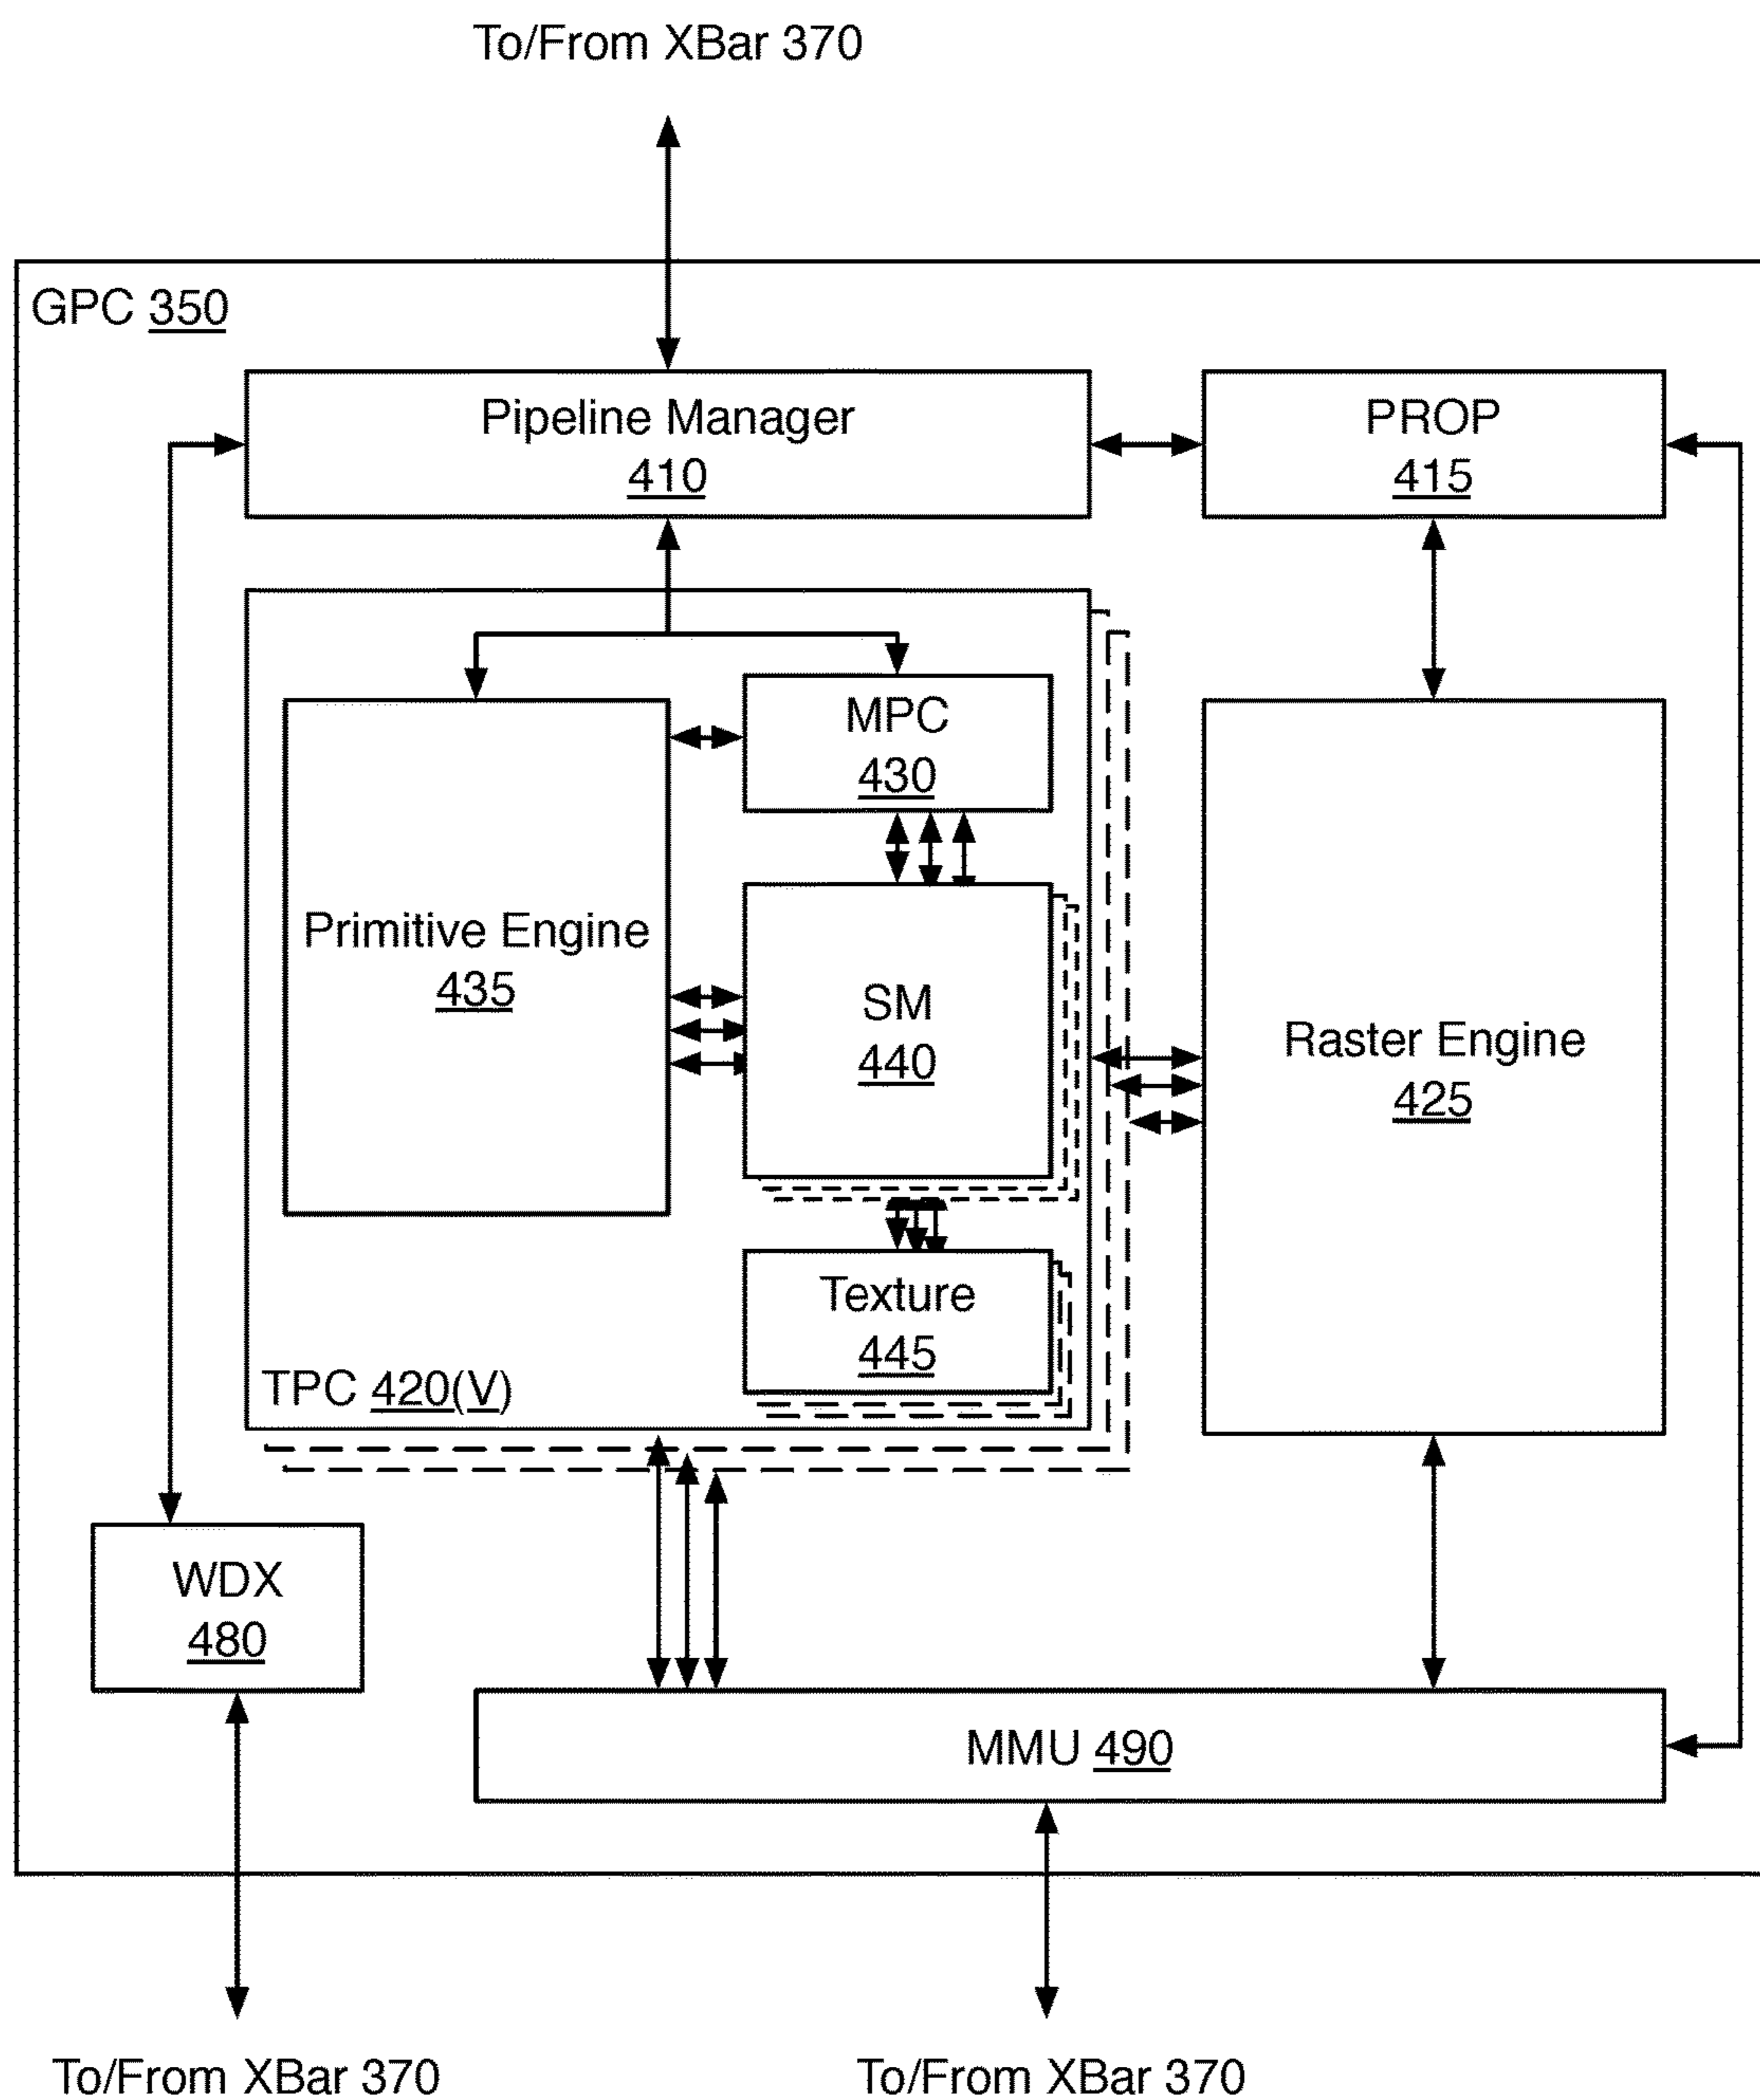 To/From XBar 370
GPC 350
Pipeline Manager
410
PROP
415
MPC
430
Primitive Engine
435
SM
440
Raster Engine
425
Texture
445
TPC 420(V)
WDX
480
MMU 490
To/From XBar 370
To/From XBar 370